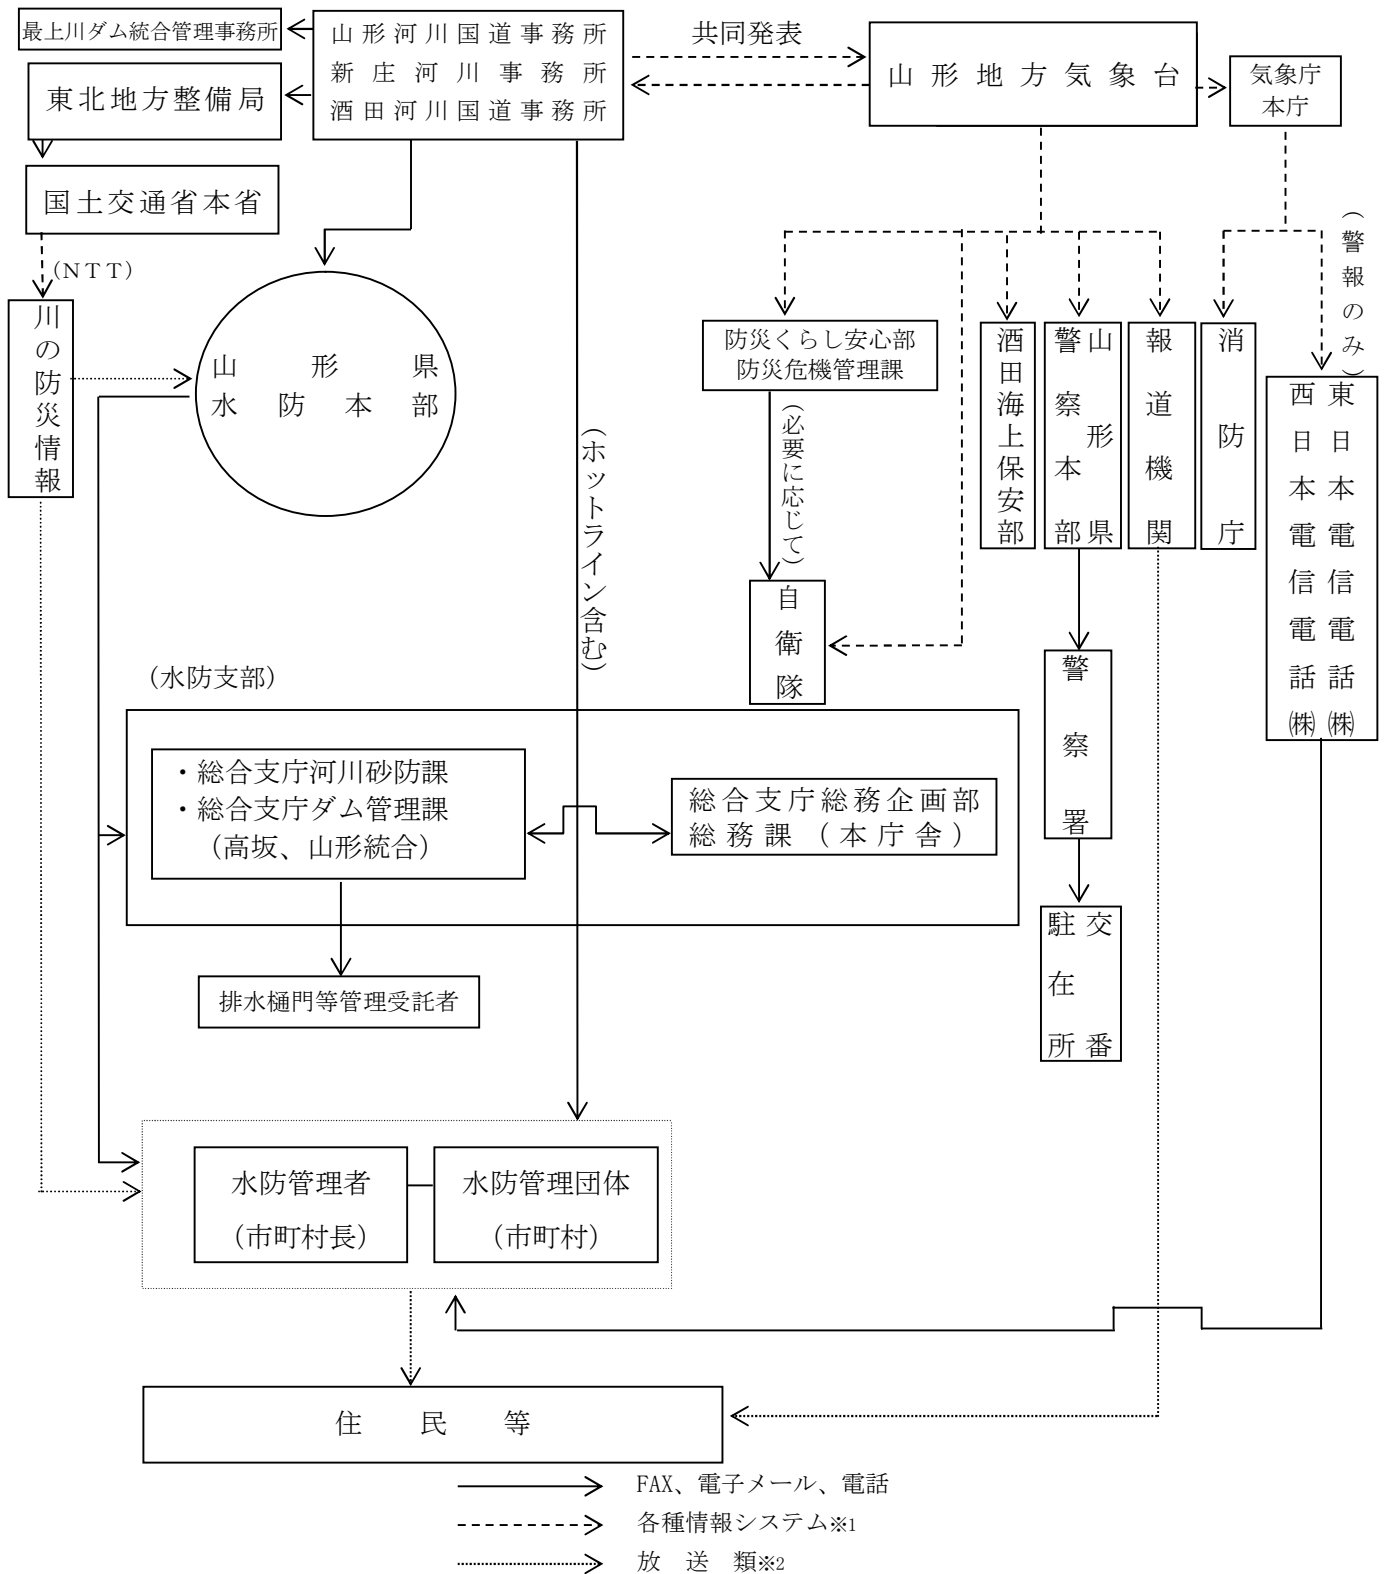 最上川ダム統合管理事務所
山形河川国道事務所
新庄河川事務所
酒田河川国道事務所
共同発表
山形地方気象台
気象庁
本庁
東北地方整備局
国土交通省本省
（NTT）
川の防災情報
山形県
水防本部
（ホットライン含む）
防災くらし安心部
防災危機管理課
（必要に応じて）
自衛隊
酒田海上保安部
山形県
警察本部
報道機関
消防庁
（警報のみ）
東日本電信電話㈱
西日本電信電話㈱
警察署
交番
駐在所
（水防支部）
・総合支庁河川砂防課
・総合支庁ダム管理課
（高坂、山形統合）
総合支庁総務企画部
総務課（本庁舎）
排水樋門等管理受託者
水防管理者
（市町村長）
水防管理団体
（市町村）
住民等
FAX、電子メール、電話
各種情報システム※1
放送類※2